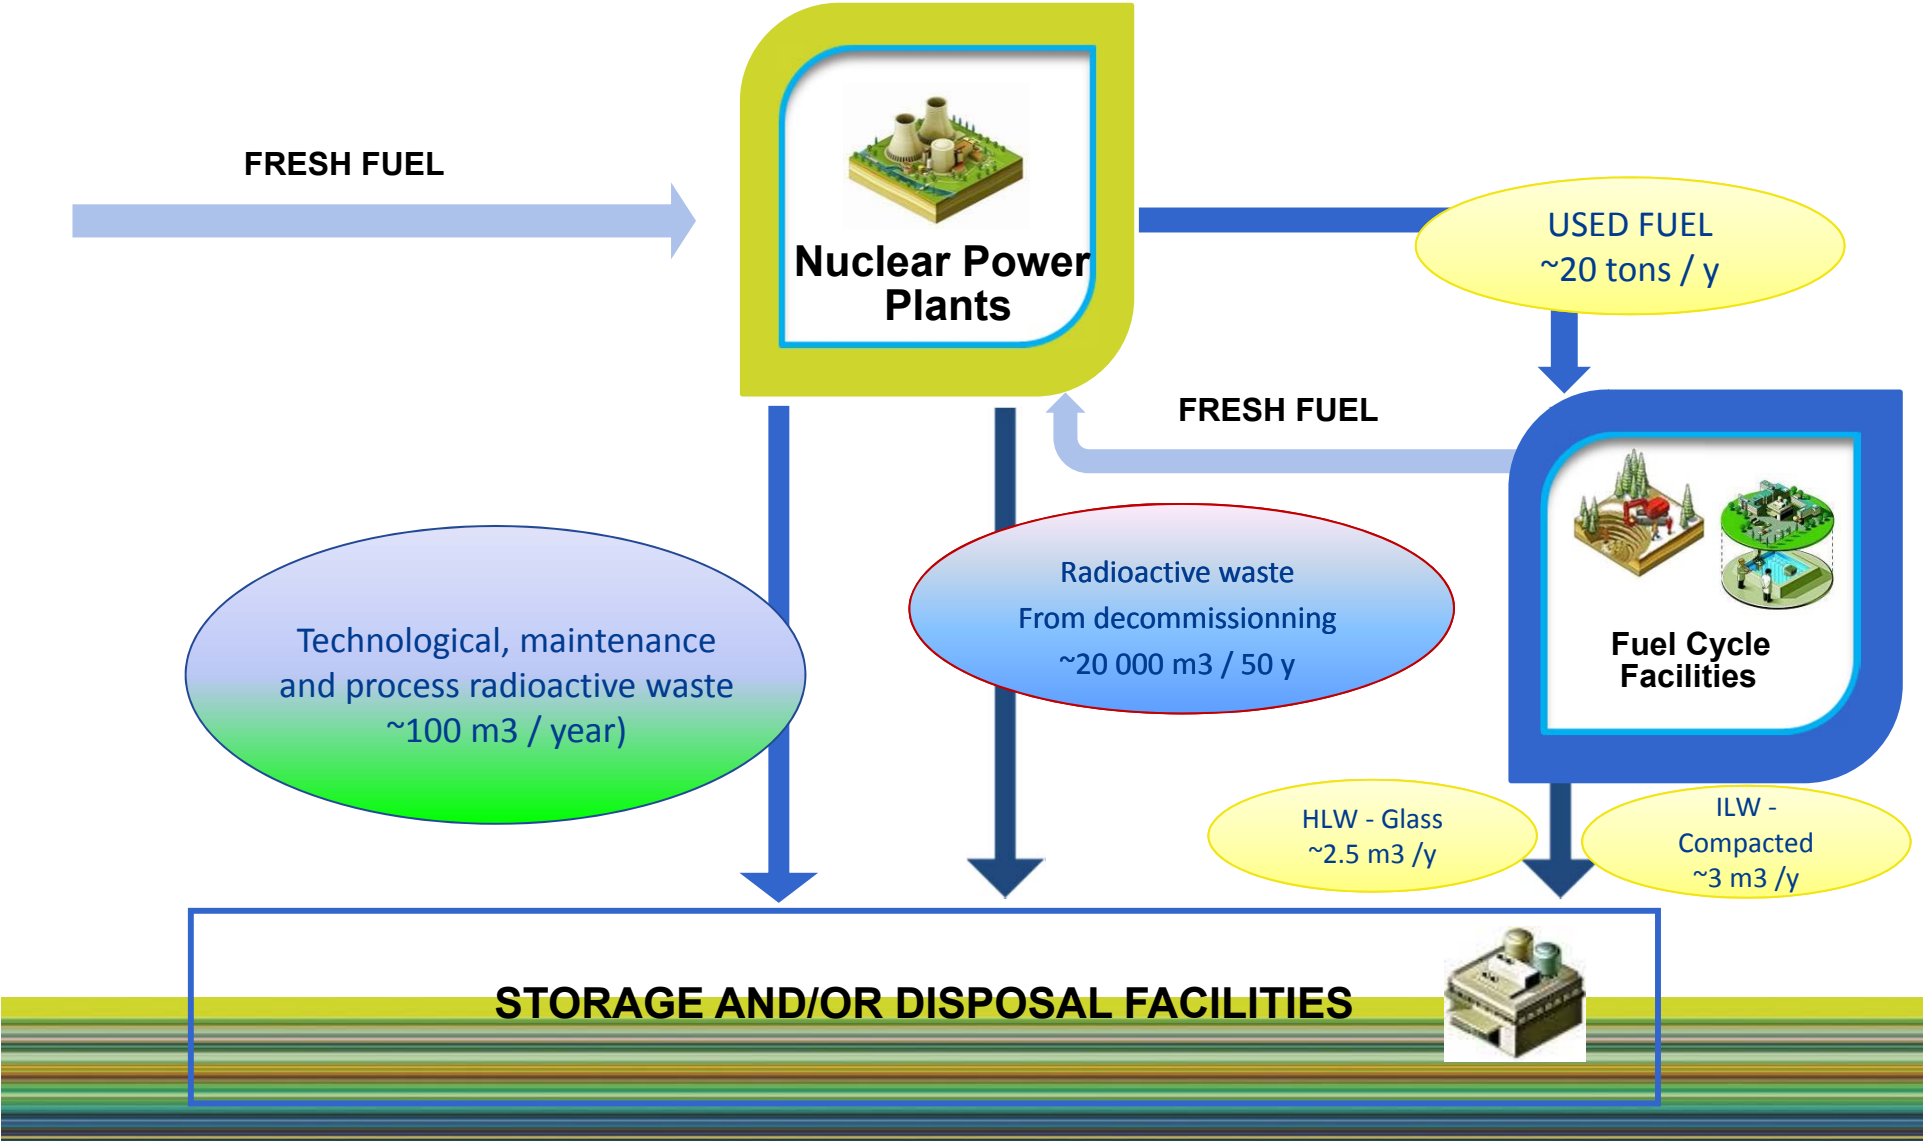 FRESH FUEL
Nuclear Power
Plants
USED FUEL
~20 tons / y
FRESH FUEL
Technological, maintenance
and process radioactive waste
~100 m3 / year)
Radioactive waste
From decommissionning
~20 000 m3 / 50 y
Fuel Cycle
Facilities
HLW - Glass
~2.5 m3 /y
ILW -
Compacted
~3 m3 /y
STORAGE AND/OR DISPOSAL FACILITIES